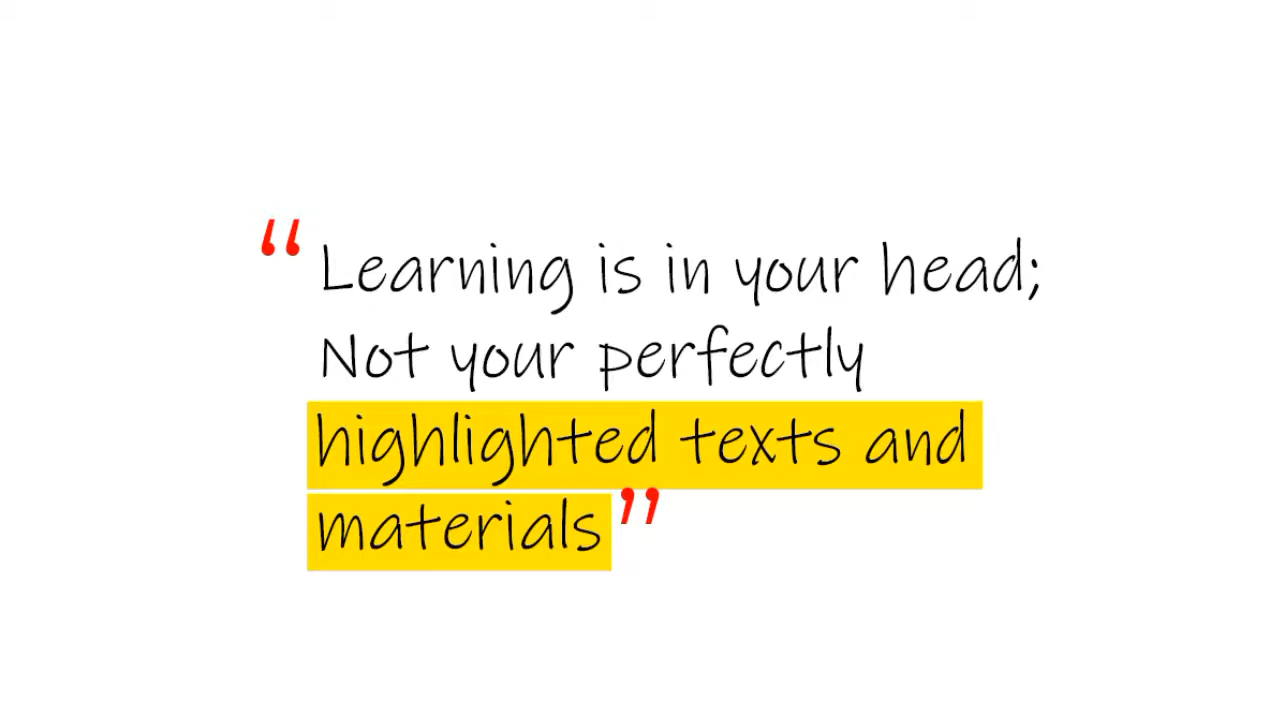 “Learning is in your head;
Not your perfectly
highlighted texts and
materials”